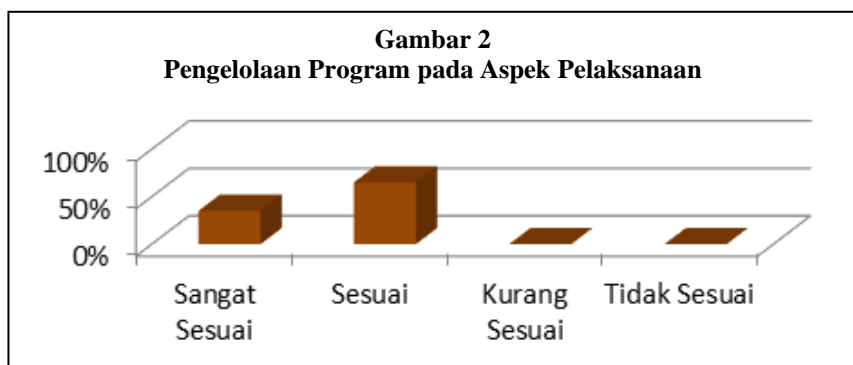 Gambar 2
Pengelolaan Program pada Aspek Pelaksanaan
100%
50%
0%
Sangat
Sesuai
Sesuai
Kurang
Sesuai
Tidak Sesuai